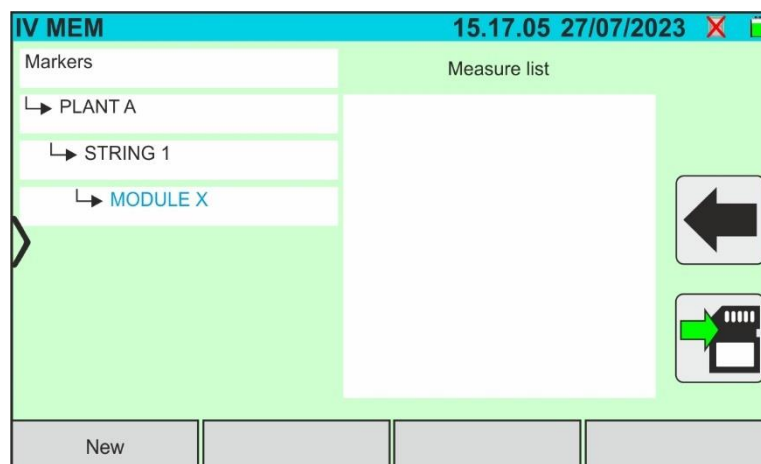 IV MEM 15.17.05 27/07/2023
Markers
Measure list
PLANT A
STRING 1
MODULE X
New